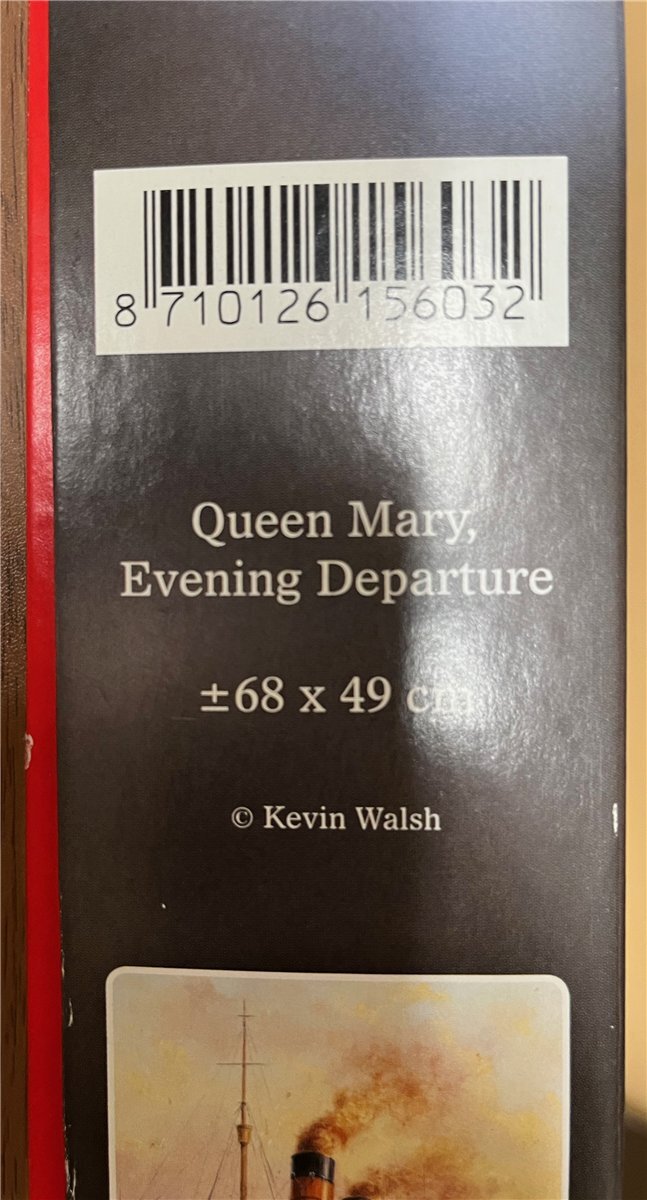 8 710126 156032
Queen Mary,
Evening Departure
±68 x 49 cm
© Kevin Walsh